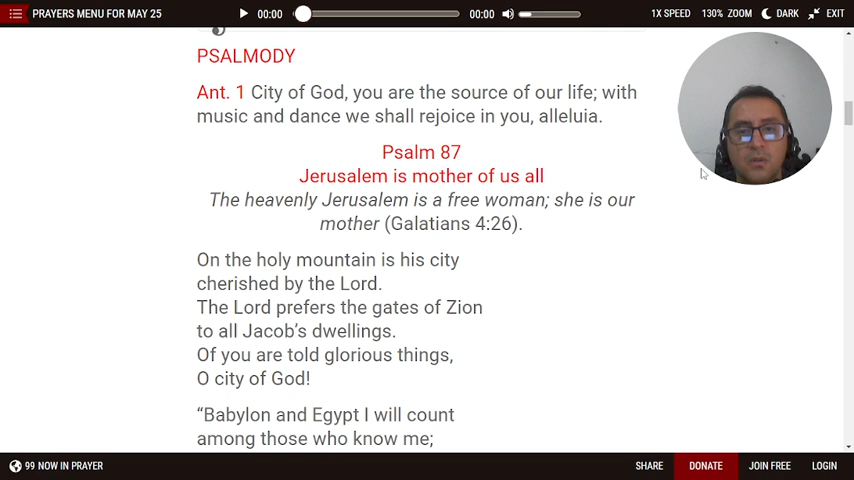 PRAYERS MENU FOR MAY 25
00:00
00:00
1X SPEED
130% ZOOM
DARK
EXIT
PSALMODY
Ant. 1 City of God, you are the source of our life; with
music and dance we shall rejoice in you, alleluia.
Psalm 87
Jerusalem is mother of us all
The heavenly Jerusalem is a free woman; she is our
mother (Galatians 4:26).
On the holy mountain is his city
cherished by the Lord.
The Lord prefers the gates of Zion
to all Jacob’s dwellings.
Of you are told glorious things,
O city of God!
“Babylon and Egypt I will count
among those who know me;
99 NOW IN PRAYER
SHARE
DONATE
JOIN FREE
LOGIN